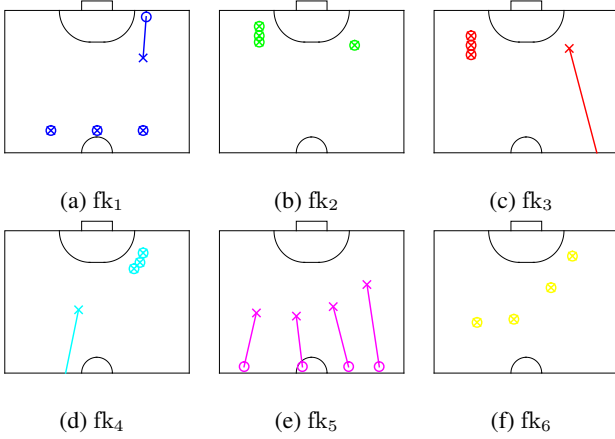 (a) fk₁ (b) fk₂ (c) fk₃
(d) fk₄ (e) fk₅ (f) fk₆